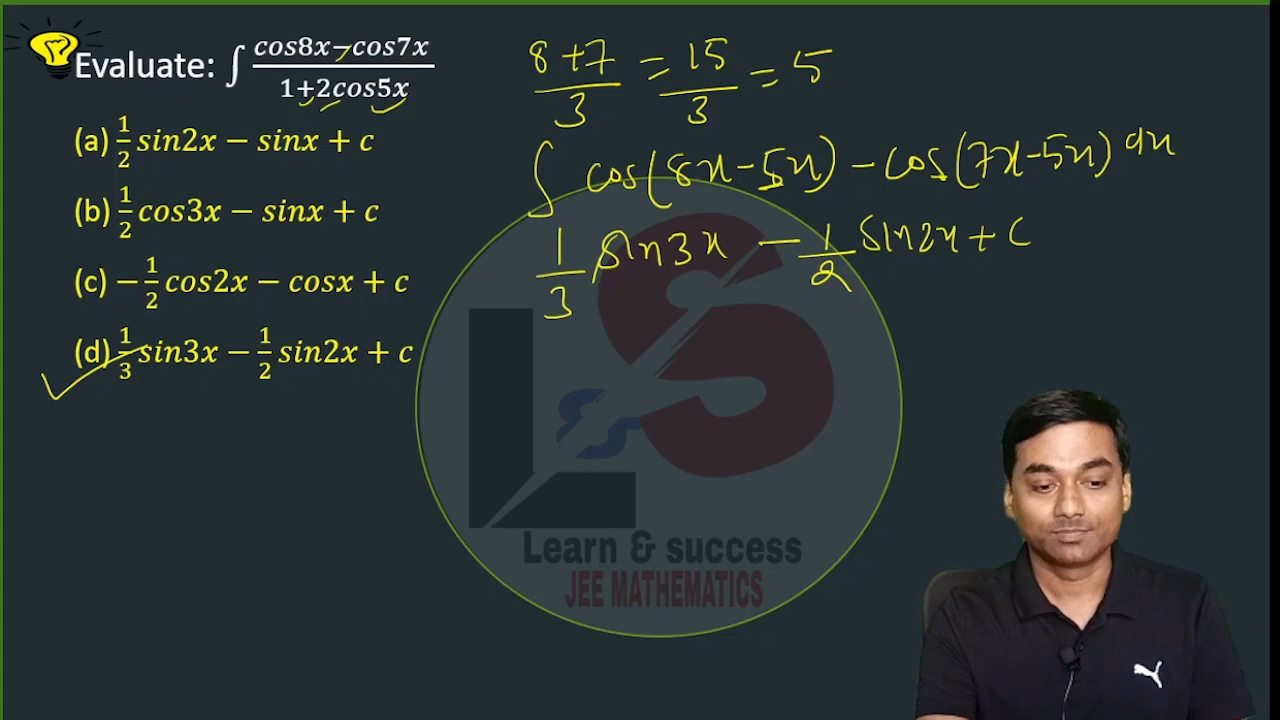 Evaluate: ∫ (cos8x−cos7x)/(1+2cos5x)
(a) 1/2 sin2x − sinx + c
(b) 1/2 cos3x − sinx + c
(c) −1/2 cos2x − cosx + c
(d) 1/3 sin3x − 1/2 sin2x + c
(8+7)/3 = 15/3 = 5
∫ cos(8x−5x) − cos(7x−5x) dx
1/3 sin3x − 1/2 sin2x + c
LS
LS
Learn & success
JEE MATHEMATICS